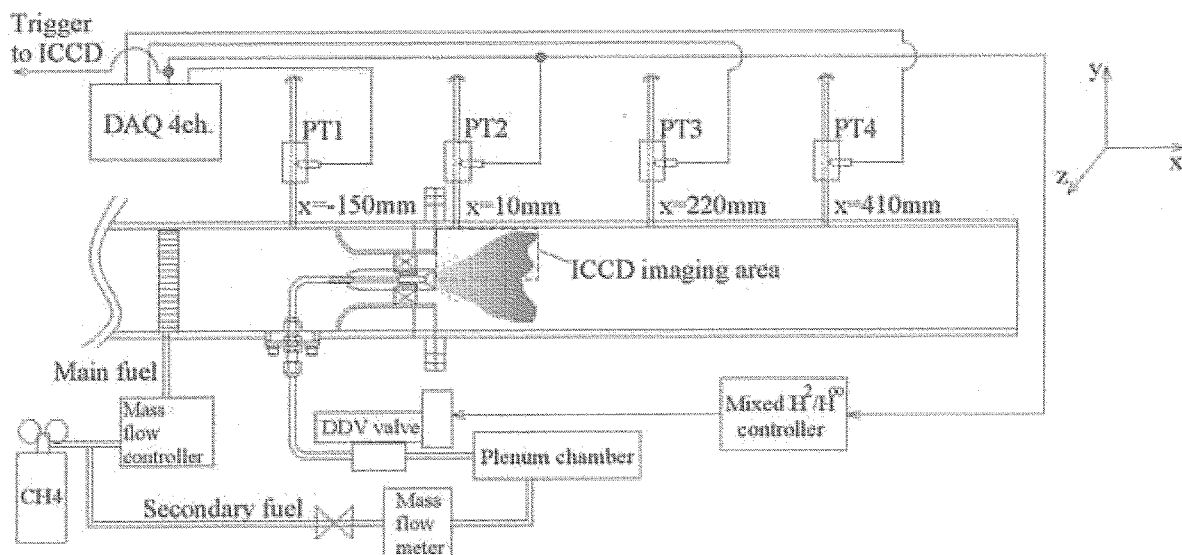 Trigger
to ICCD
DAQ 4ch.
PT1
PT2
PT3
PT4
y
x
z
x=-150mm
x=10mm
x=220mm
x=410mm
ICCD imaging area
Main fuel
Mass
flow
controller
DDV valve
Mixed H²/H∞
controller
Plenum chamber
CH4
Secondary fuel
Mass
flow
meter